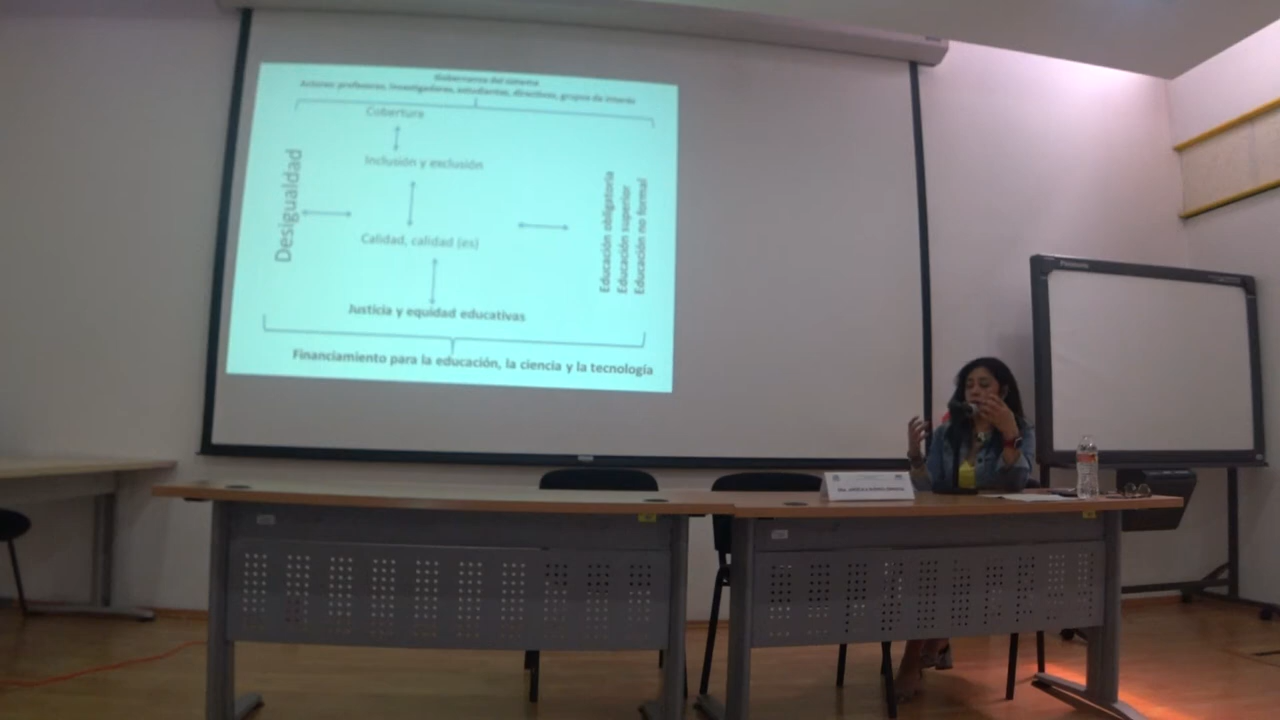 Gobernanza del sistema
Actores: profesores, investigadores, estudiantes, directivos, grupos de interés
Cobertura
Inclusión y exclusión
Desigualdad
Calidad, calidad (es)
Educación obligatoria
Educación superior
Educación no formal
Justicia y equidad educativas
Financiamiento para la educación, la ciencia y la tecnología
Panasonic